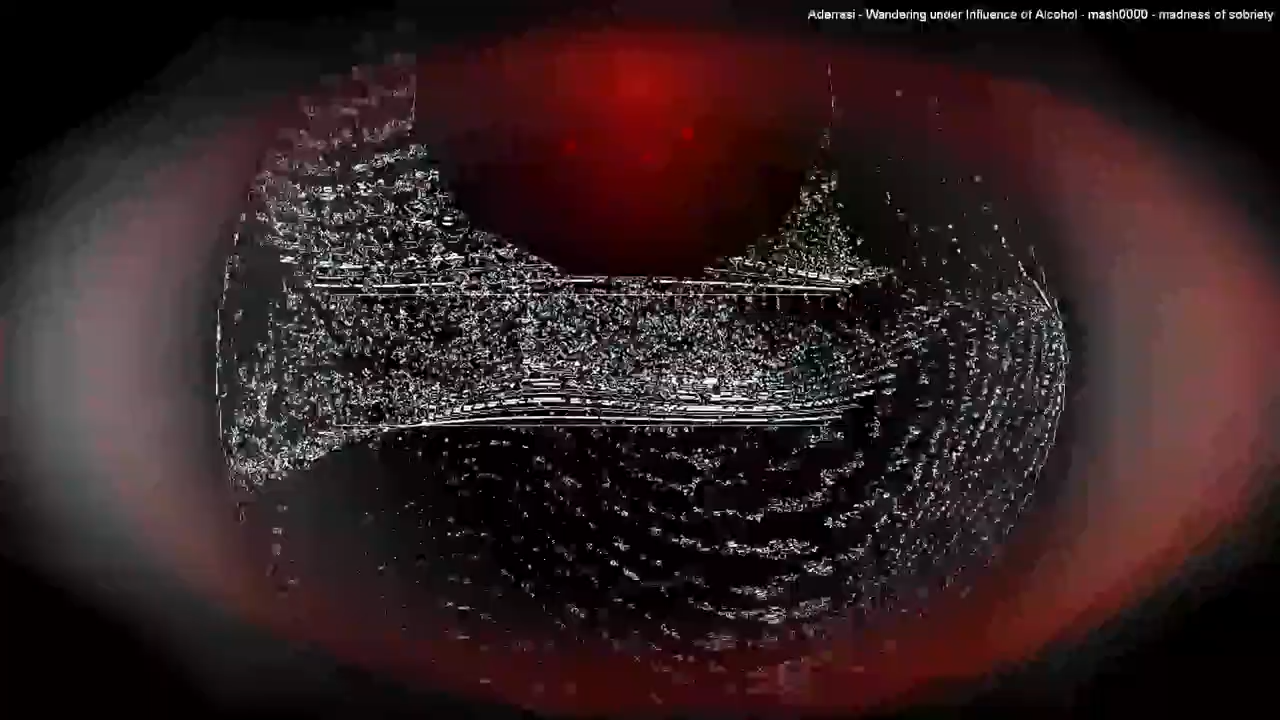 Aderrasi - Wandering under Influence of Alcohol - mash0000 - madness of sobriety